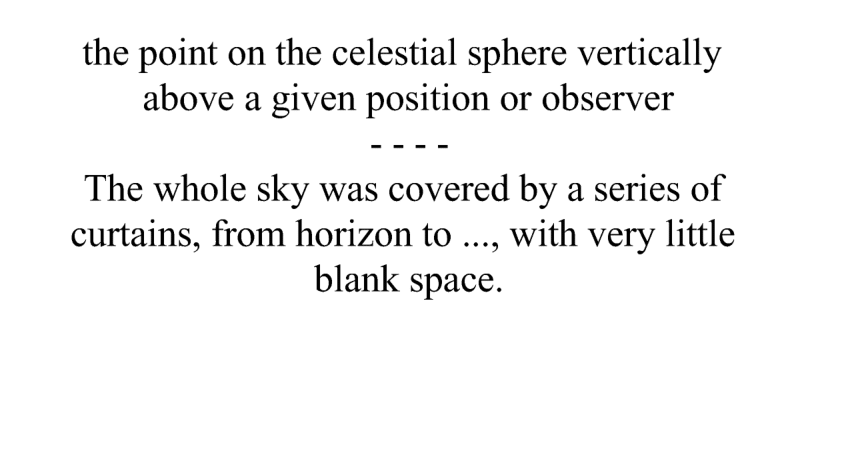 the point on the celestial sphere vertically
above a given position or observer
- - - -
The whole sky was covered by a series of
curtains, from horizon to ..., with very little
blank space.